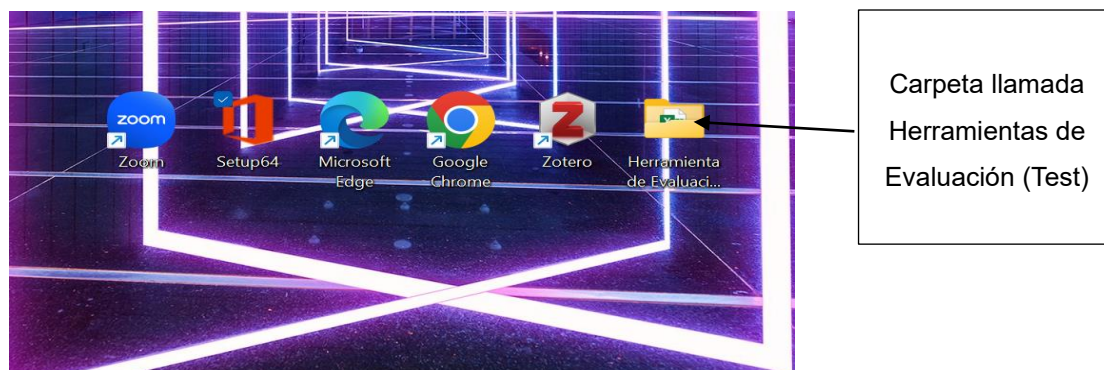 zoom
Zoom
Setup64
Microsoft
Edge
Google
Chrome
Z
Zotero
Herramienta
de Evaluaci...
Carpeta llamada
Herramientas de
Evaluación (Test)